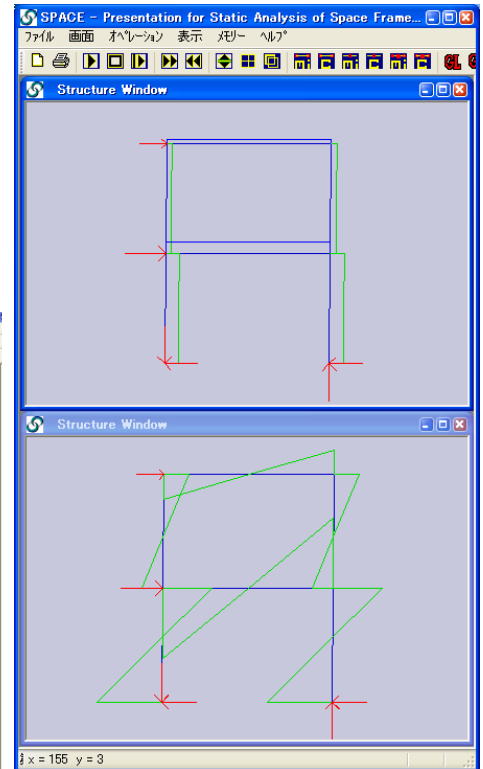 SPACE - Presentation for Static Analysis of Space Frame...
ファイル 画面 オペレーション 表示 メモリー ヘルプ
GL
Structure Window
Structure Window
x = 155 y = 3